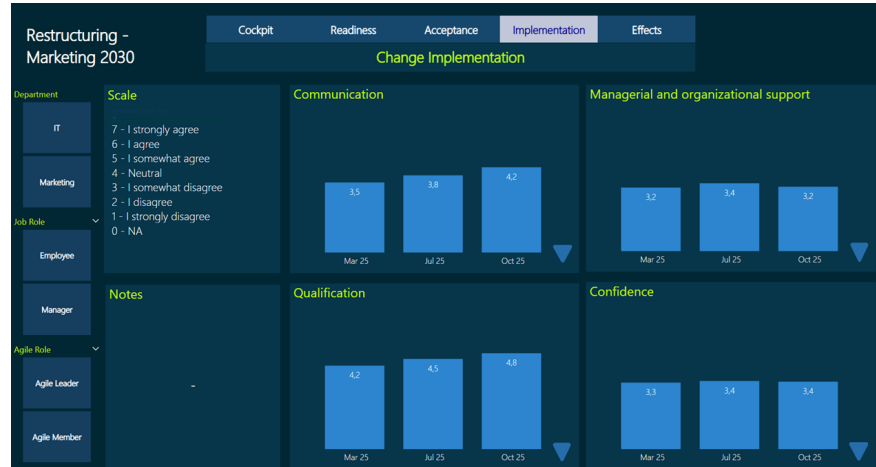 Restructuring -
Marketing 2030
Cockpit
Readiness
Acceptance
Implementation
Effects
Change Implementation
Department
IT
Marketing
Job Role
Employee
Manager
Agile Role
Agile Leader
Agile Member
Scale
7 - I strongly agree
6 - I agree
5 - I somewhat agree
4 - Neutral
3 - I somewhat disagree
2 - I disagree
1 - I strongly disagree
0 - NA
Notes
-
Communication
3,5
3,8
4,2
Mar 25
Jul 25
Oct 25
Managerial and organizational support
3,2
3,4
3,2
Mar 25
Jul 25
Oct 25
Qualification
4,2
4,5
4,8
Mar 25
Jul 25
Oct 25
Confidence
3,3
3,4
3,4
Mar 25
Jul 25
Oct 25